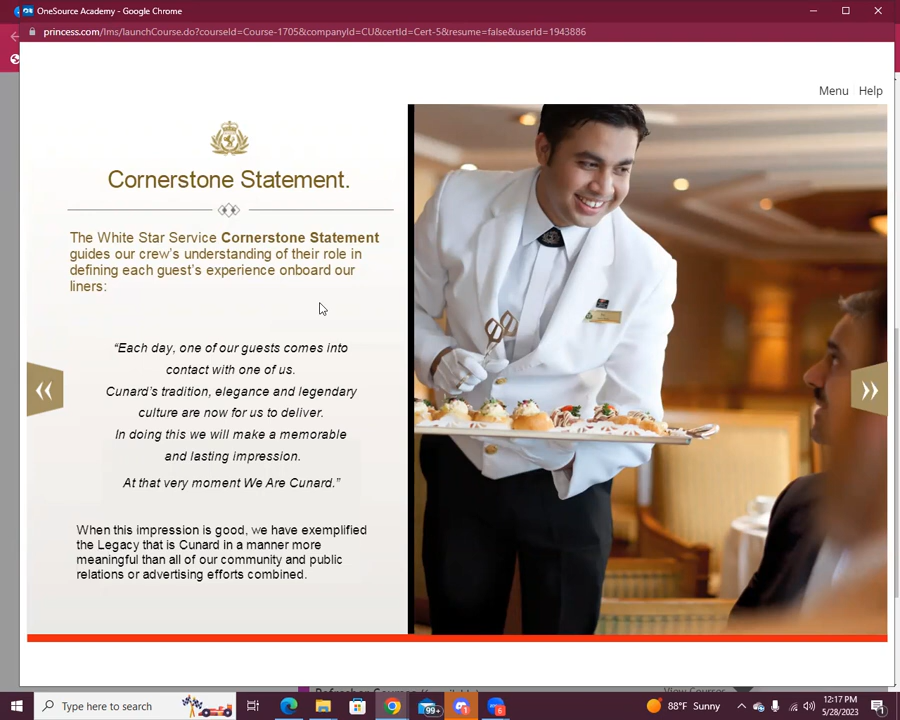 OneSource Academy - Google Chrome
princess.com/lms/launchCourse.do?courseId=Course-1705&companyId=CU&certId=Cert-5&resume=false&userId=1943886
Menu Help
Cornerstone Statement.
The White Star Service Cornerstone Statement
guides our crew's understanding of their role in
defining each guest's experience onboard our
liners:
“Each day, one of our guests comes into
contact with one of us.
Cunard's tradition, elegance and legendary
culture are now for us to deliver.
In doing this we will make a memorable
and lasting impression.
At that very moment We Are Cunard.”
When this impression is good, we have exemplified
the Legacy that is Cunard in a manner more
meaningful than all of our community and public
relations or advertising efforts combined.
View Courses
Type here to search
99+
1
6
88°F Sunny
12:17 PM
5/28/2023
1